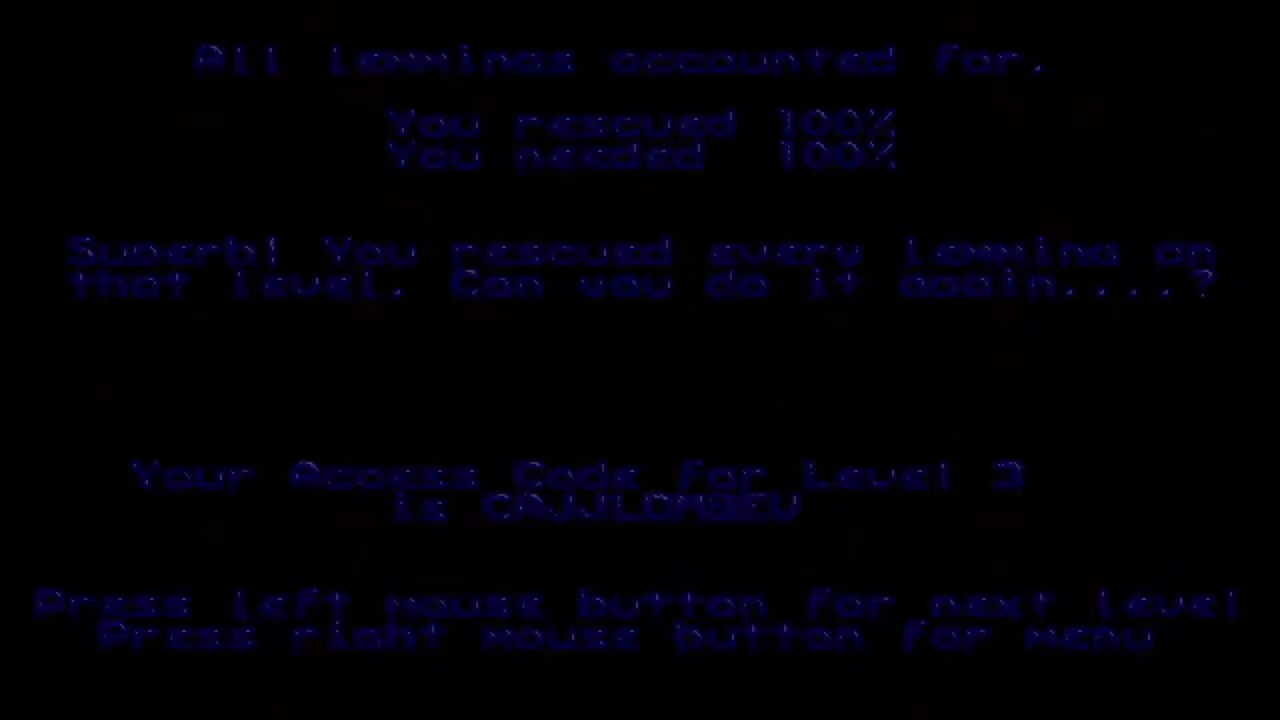 All lemmings accounted for.
You rescued 100%
You needed 100%
Superb! You rescued every lemming on
that level. Can you do it again....?
Your Access Code for Level 3
is
Press left mouse button for next level
Press right mouse button for menu